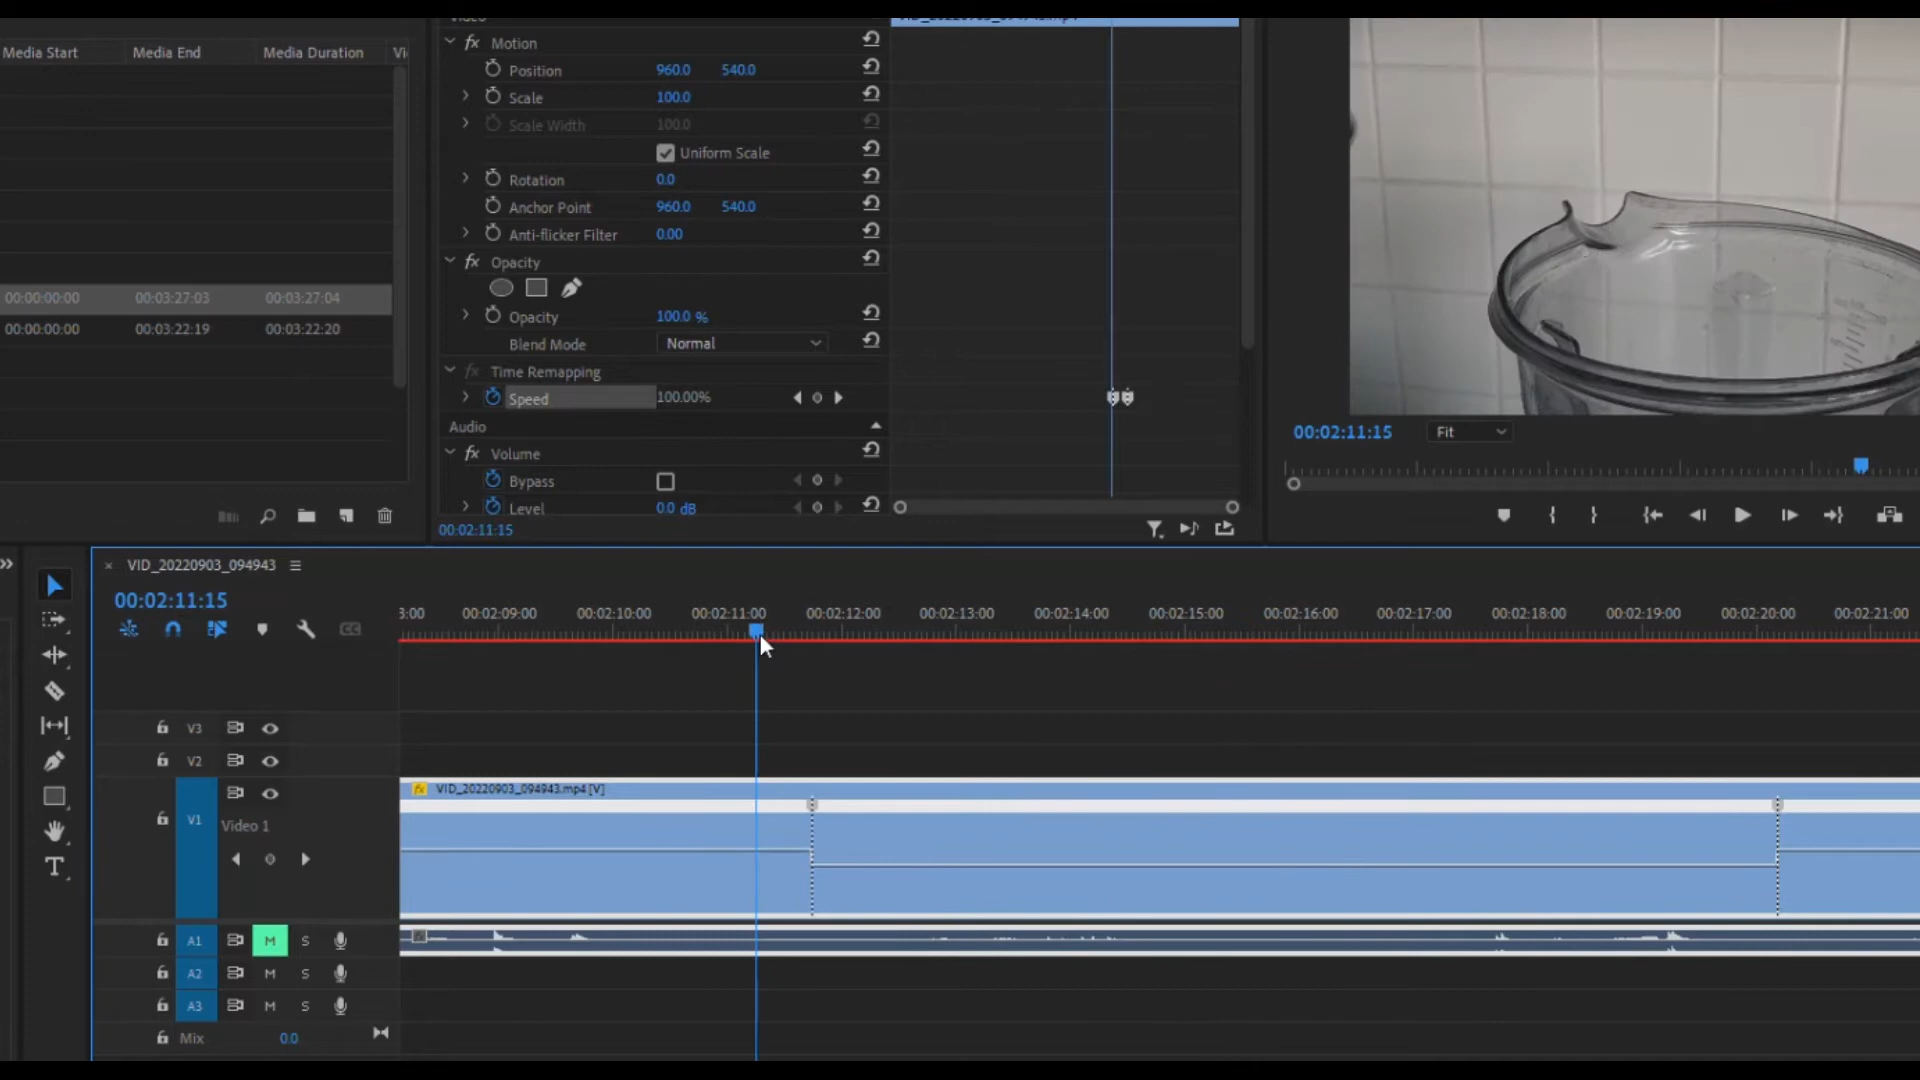 Media Start Media End Media Duration Vi
00:00:00:00 00:03:27:03 00:03:27:04
00:00:00:00 00:03:22:19 00:03:22:20
fx Motion
Position 960.0 540.0
Scale 100.0
Scale Width 100.0
Uniform Scale
Rotation 0.0
Anchor Point 960.0 540.0
Anti-flicker Filter 0.00
fx Opacity
Opacity 100.0 %
Blend Mode Normal
fx Time Remapping
Speed 100.00%
Audio
fx Volume
Bypass
Level 0.0 dB
00:02:11:15
00:02:11:15 Fit
VID_20220903_094943
00:02:11:15
3:00 00:02:09:00 00:02:10:00 00:02:11:00 00:02:12:00 00:02:13:00 00:02:14:00 00:02:15:00 00:02:16:00 00:02:17:00 00:02:18:00 00:02:19:00 00:02:20:00 00:02:21:00
V3
V2
fx VID_20220903_094943.mp4 [V]
V1 Video 1
A1 M S
A2 M S
A3 M S
Mix 0.0